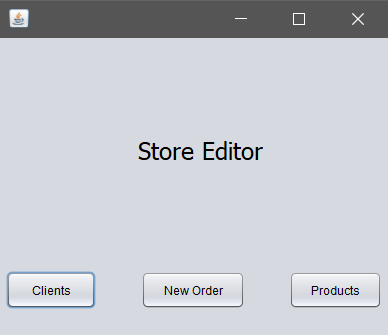 Store Editor
Clients
New Order
Products